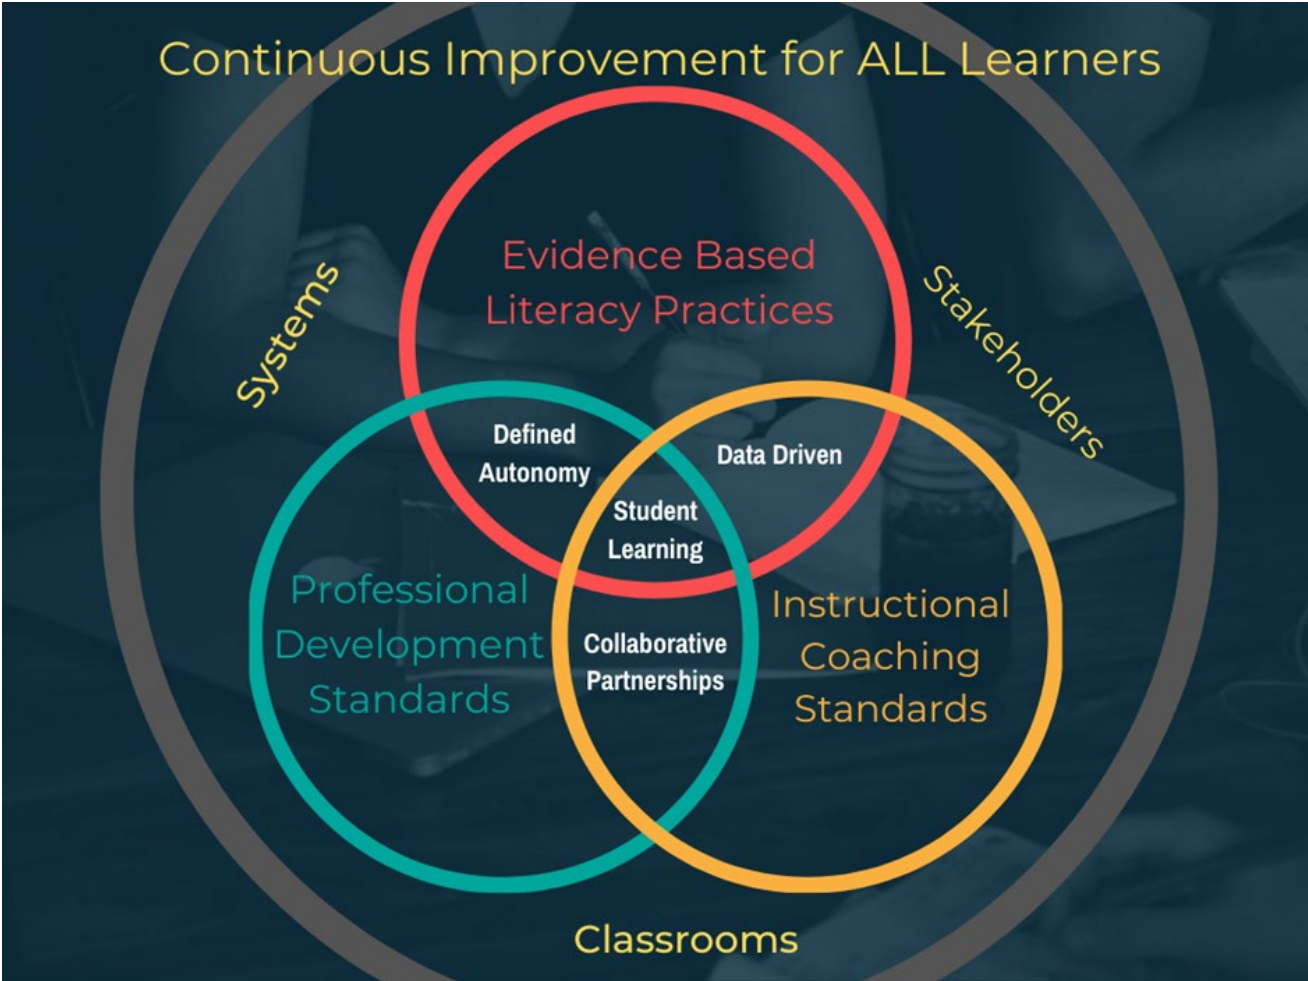 Continuous Improvement for ALL Learners
Evidence Based
Literacy Practices
Systems
Stakeholders
Defined
Autonomy
Data Driven
Student
Learning
Professional
Development
Standards
Collaborative
Partnerships
Instructional
Coaching
Standards
Classrooms